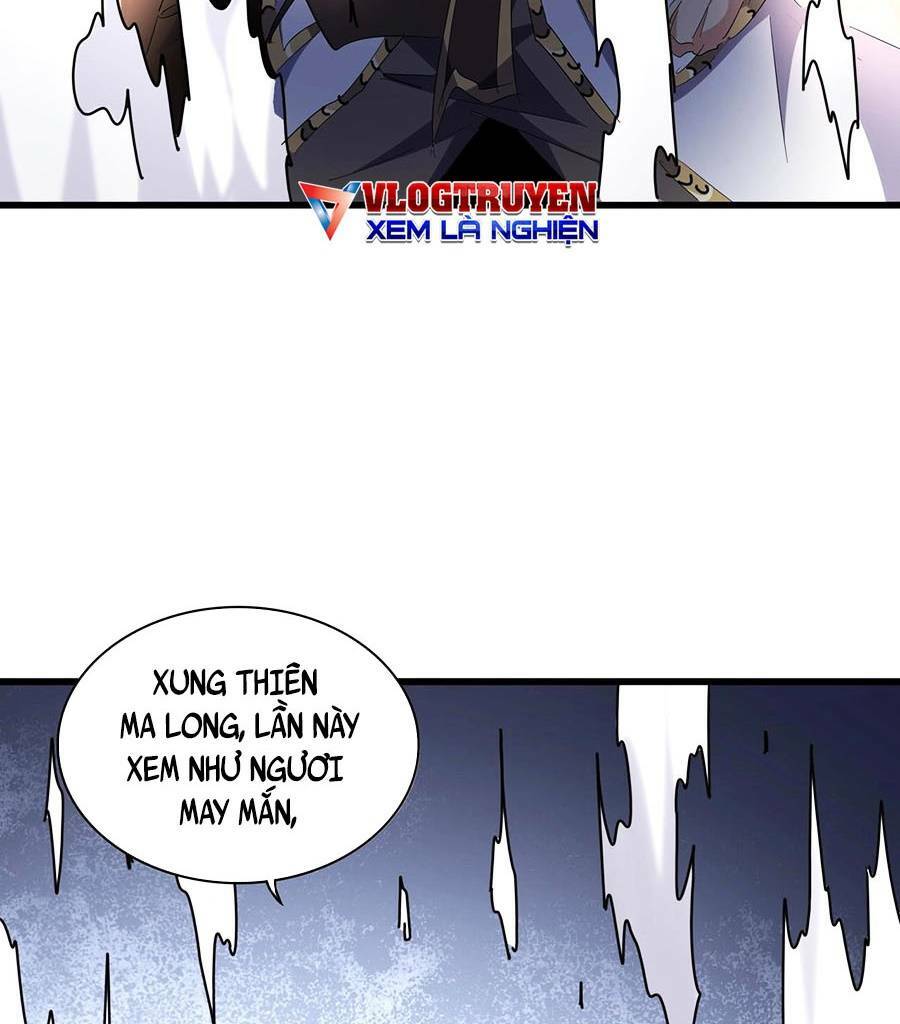 VLOGTRUYEN
XEM LÀ NGHIỆN
XUNG THIÊN
MA LONG, LẦN NÀY
XEM NHƯ NGƯƠI
MAY MẮN,